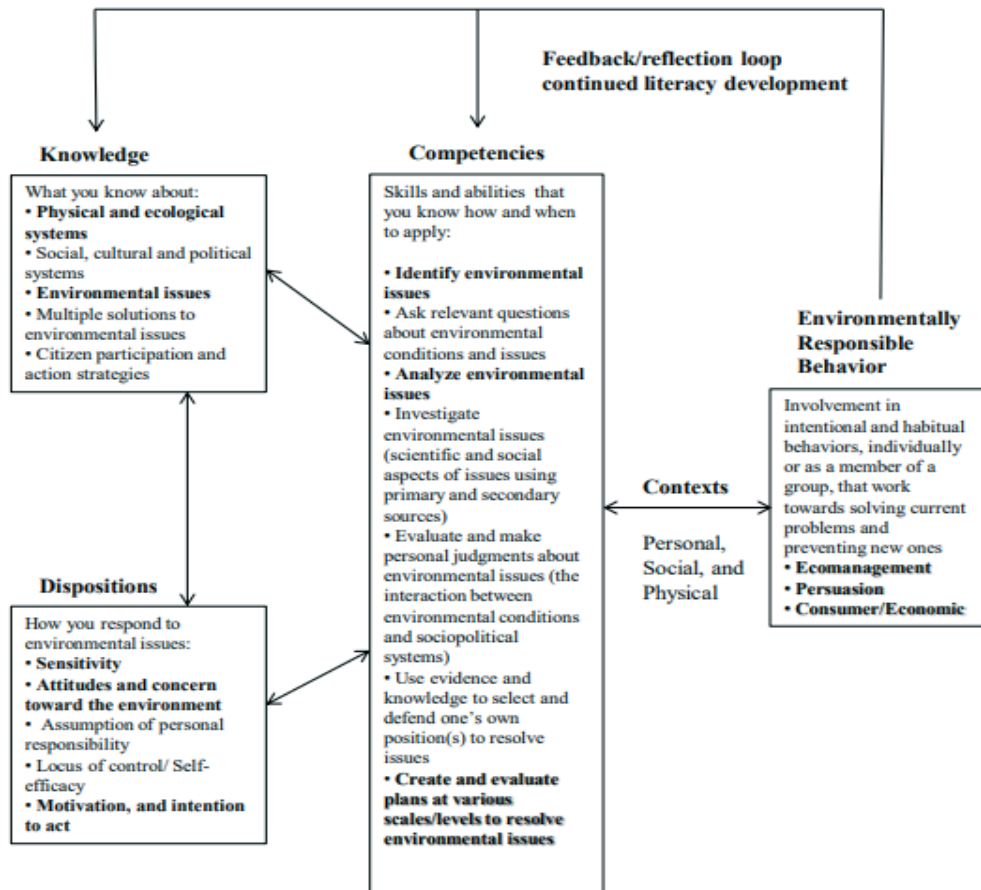 Feedback/reflection loop
continued literacy development
Knowledge
What you know about:
• Physical and ecological
systems
• Social, cultural and political
systems
• Environmental issues
• Multiple solutions to
environmental issues
• Citizen participation and
action strategies
Dispositions
How you respond to
environmental issues:
• Sensitivity
• Attitudes and concern
toward the environment
• Assumption of personal
responsibility
• Locus of control/ Self-
efficacy
• Motivation, and intention
to act
Competencies
Skills and abilities that
you know how and when
to apply:
• Identify environmental
issues
• Ask relevant questions
about environmental
conditions and issues
• Analyze environmental
issues
• Investigate
environmental issues
(scientific and social
aspects of issues using
primary and secondary
sources)
• Evaluate and make
personal judgments about
environmental issues (the
interaction between
environmental conditions
and sociopolitical
systems)
• Use evidence and
knowledge to select and
defend one’s own
position(s) to resolve
issues
• Create and evaluate
plans at various
scales/levels to resolve
environmental issues
Contexts
Personal,
Social, and
Physical
Environmentally
Responsible
Behavior
Involvement in
intentional and habitual
behaviors, individually
or as a member of a
group, that work
towards solving current
problems and
preventing new ones
• Ecomanagement
• Persuasion
• Consumer/Economic